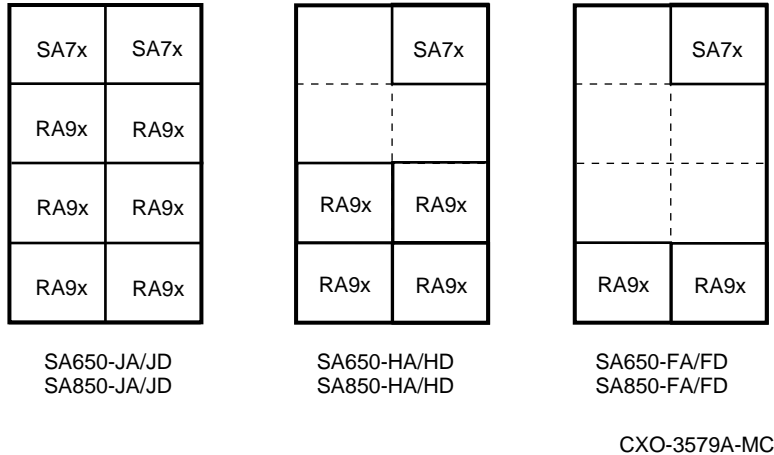 SA7x SA7x
RA9x RA9x
RA9x RA9x
RA9x RA9x
SA650-JA/JD
SA850-JA/JD
SA7x
RA9x RA9x
RA9x RA9x
SA650-HA/HD
SA850-HA/HD
SA7x
RA9x RA9x
SA650-FA/FD
SA850-FA/FD
CXO-3579A-MC